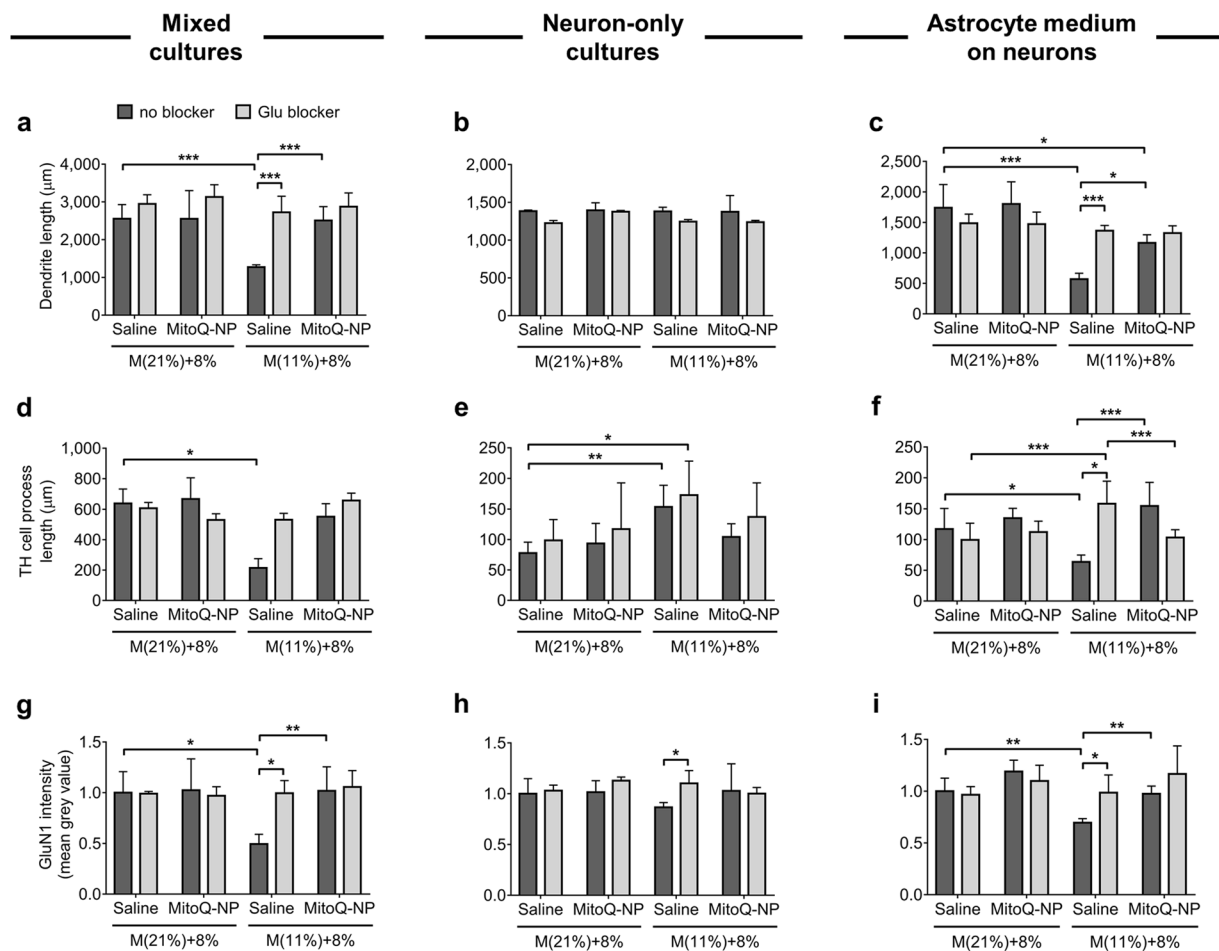 Mixed
cultures
Neuron-only
cultures
Astrocyte medium
on neurons
no blocker
Glu blocker
a
Dendrite length (μm)
4,000
3,000
2,000
1,000
0
***
***
***
Saline
MitoQ-NP
Saline
MitoQ-NP
M(21%)+8%
M(11%)+8%
b
2,000
1,500
1,000
500
0
Saline
MitoQ-NP
Saline
MitoQ-NP
M(21%)+8%
M(11%)+8%
c
2,500
2,000
1,500
1,000
500
0
*
***
*
***
Saline
MitoQ-NP
Saline
MitoQ-NP
M(21%)+8%
M(11%)+8%
d
TH cell process
length (μm)
1,000
800
600
400
200
0
*
Saline
MitoQ-NP
Saline
MitoQ-NP
M(21%)+8%
M(11%)+8%
e
250
200
150
100
50
0
*
**
Saline
MitoQ-NP
Saline
MitoQ-NP
M(21%)+8%
M(11%)+8%
f
250
200
150
100
50
0
***
***
***
*
*
Saline
MitoQ-NP
Saline
MitoQ-NP
M(21%)+8%
M(11%)+8%
g
GluN1 intensity
(mean grey value)
1.5
1.0
0.5
0.0
*
**
*
Saline
MitoQ-NP
Saline
MitoQ-NP
M(21%)+8%
M(11%)+8%
h
1.5
1.0
0.5
0.0
*
Saline
MitoQ-NP
Saline
MitoQ-NP
M(21%)+8%
M(11%)+8%
i
1.5
1.0
0.5
0.0
**
**
*
Saline
MitoQ-NP
Saline
MitoQ-NP
M(21%)+8%
M(11%)+8%